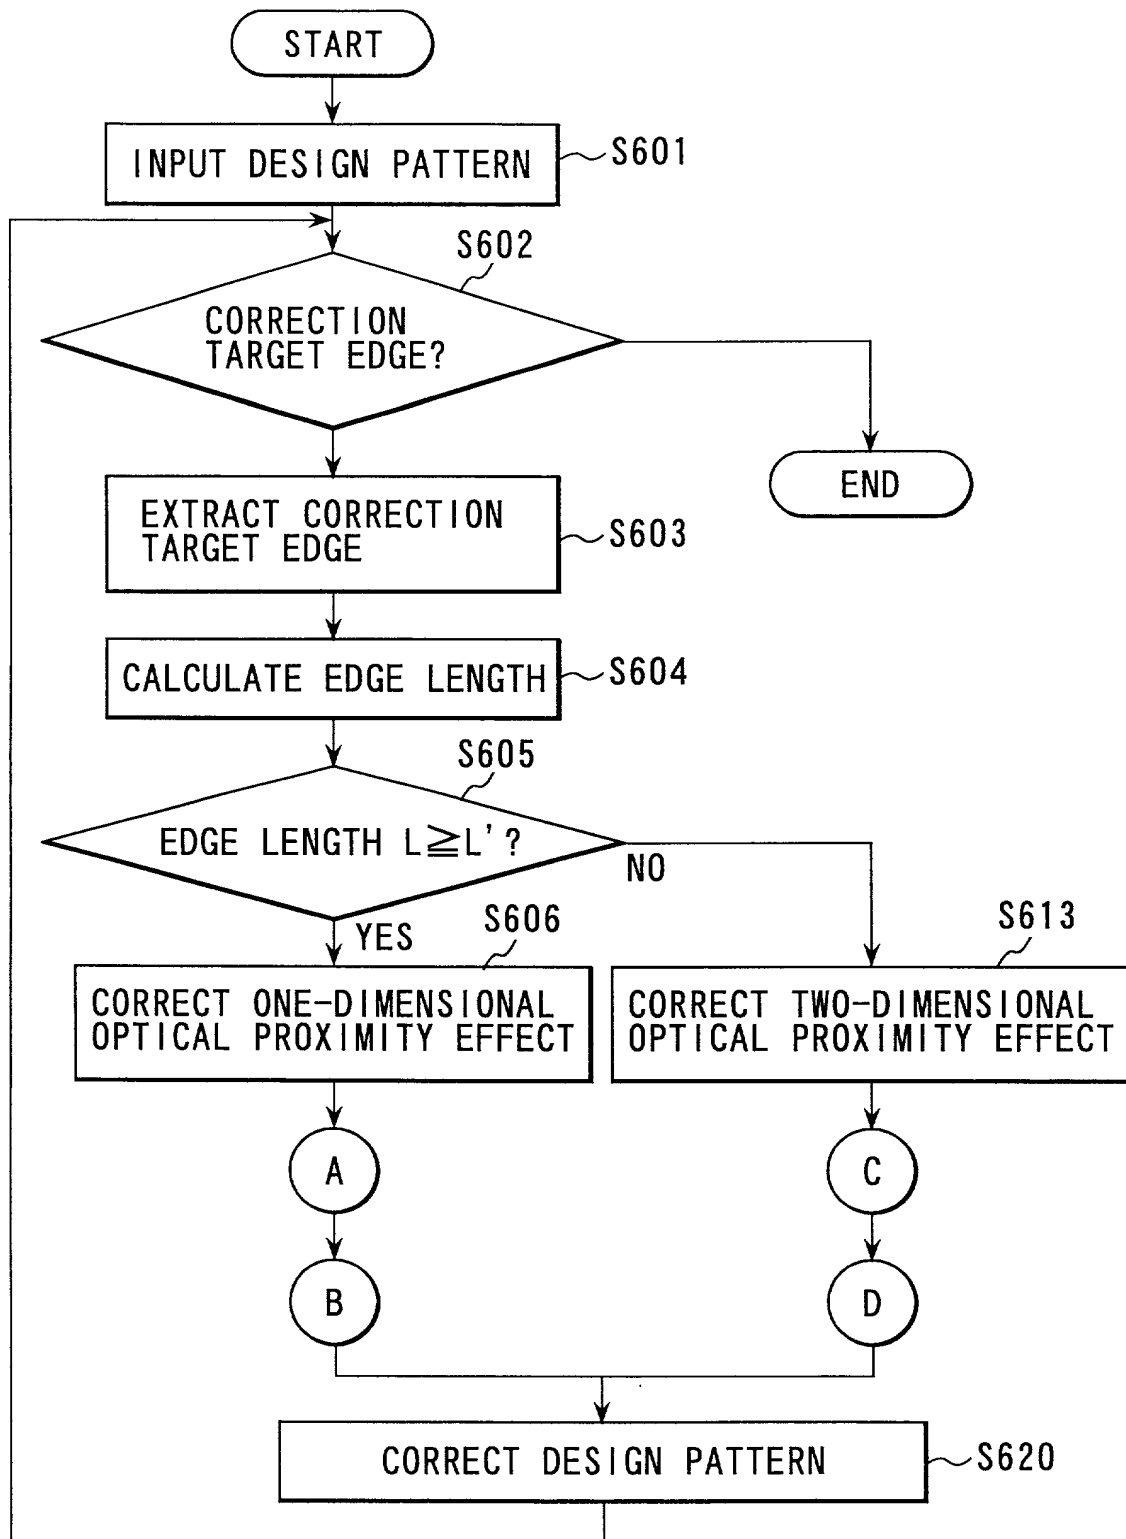 START
INPUT DESIGN PATTERN
S601
S602
CORRECTION
TARGET EDGE?
END
EXTRACT CORRECTION
TARGET EDGE
S603
CALCULATE EDGE LENGTH
S604
S605
EDGE LENGTH L≧L'?
NO
YES
S606
S613
CORRECT ONE-DIMENSIONAL
OPTICAL PROXIMITY EFFECT
CORRECT TWO-DIMENSIONAL
OPTICAL PROXIMITY EFFECT
A
C
B
D
CORRECT DESIGN PATTERN
S620